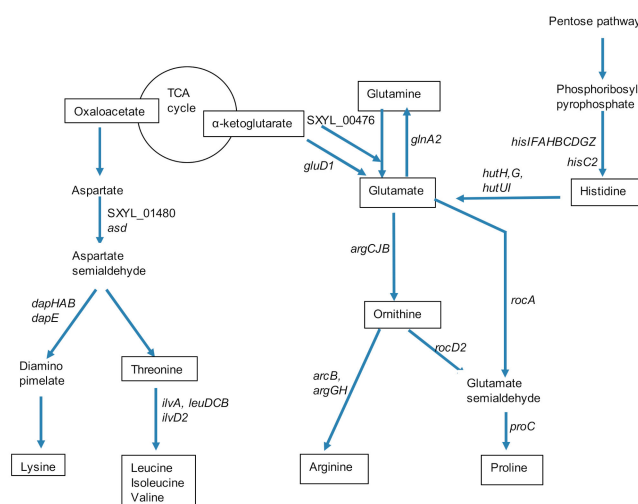 Pentose pathway
TCA
cycle
Oxaloacetate
α-ketoglutarate
SXYL_00476
Glutamine
Phosphoribosyl
pyrophosphate
gluD1
glnA2
hisIFAHBCDGZ
hisC2
hutH,G,
hutUI
Aspartate
Glutamate
Histidine
SXYL_01480
asd
argCJB
Aspartate
semialdehyde
dapHAB
dapE
Ornithine
rocA
rocD2
Diamino
pimelate
Threonine
arcB,
argGH
Glutamate
semialdehyde
ilvA, leuDCB
ilvD2
proC
Lysine
Leucine
Isoleucine
Valine
Arginine
Proline